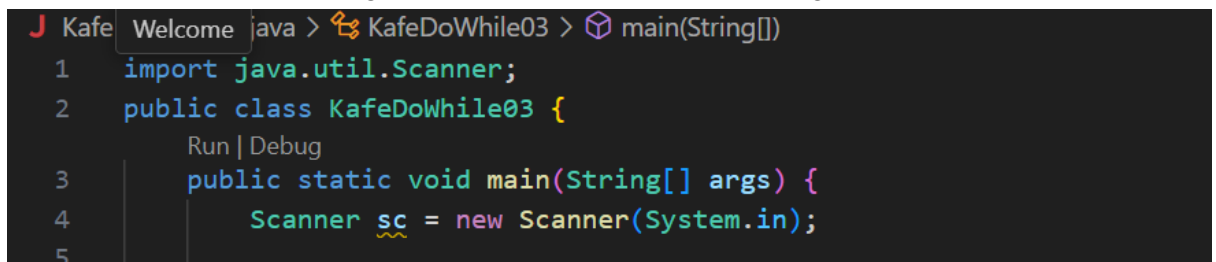 J Kafe Welcome java > KafeDoWhile03 > main(String[])
1 import java.util.Scanner;
2 public class KafeDoWhile03 {
Run | Debug
3 public static void main(String[] args) {
4 Scanner sc = new Scanner(System.in);
5